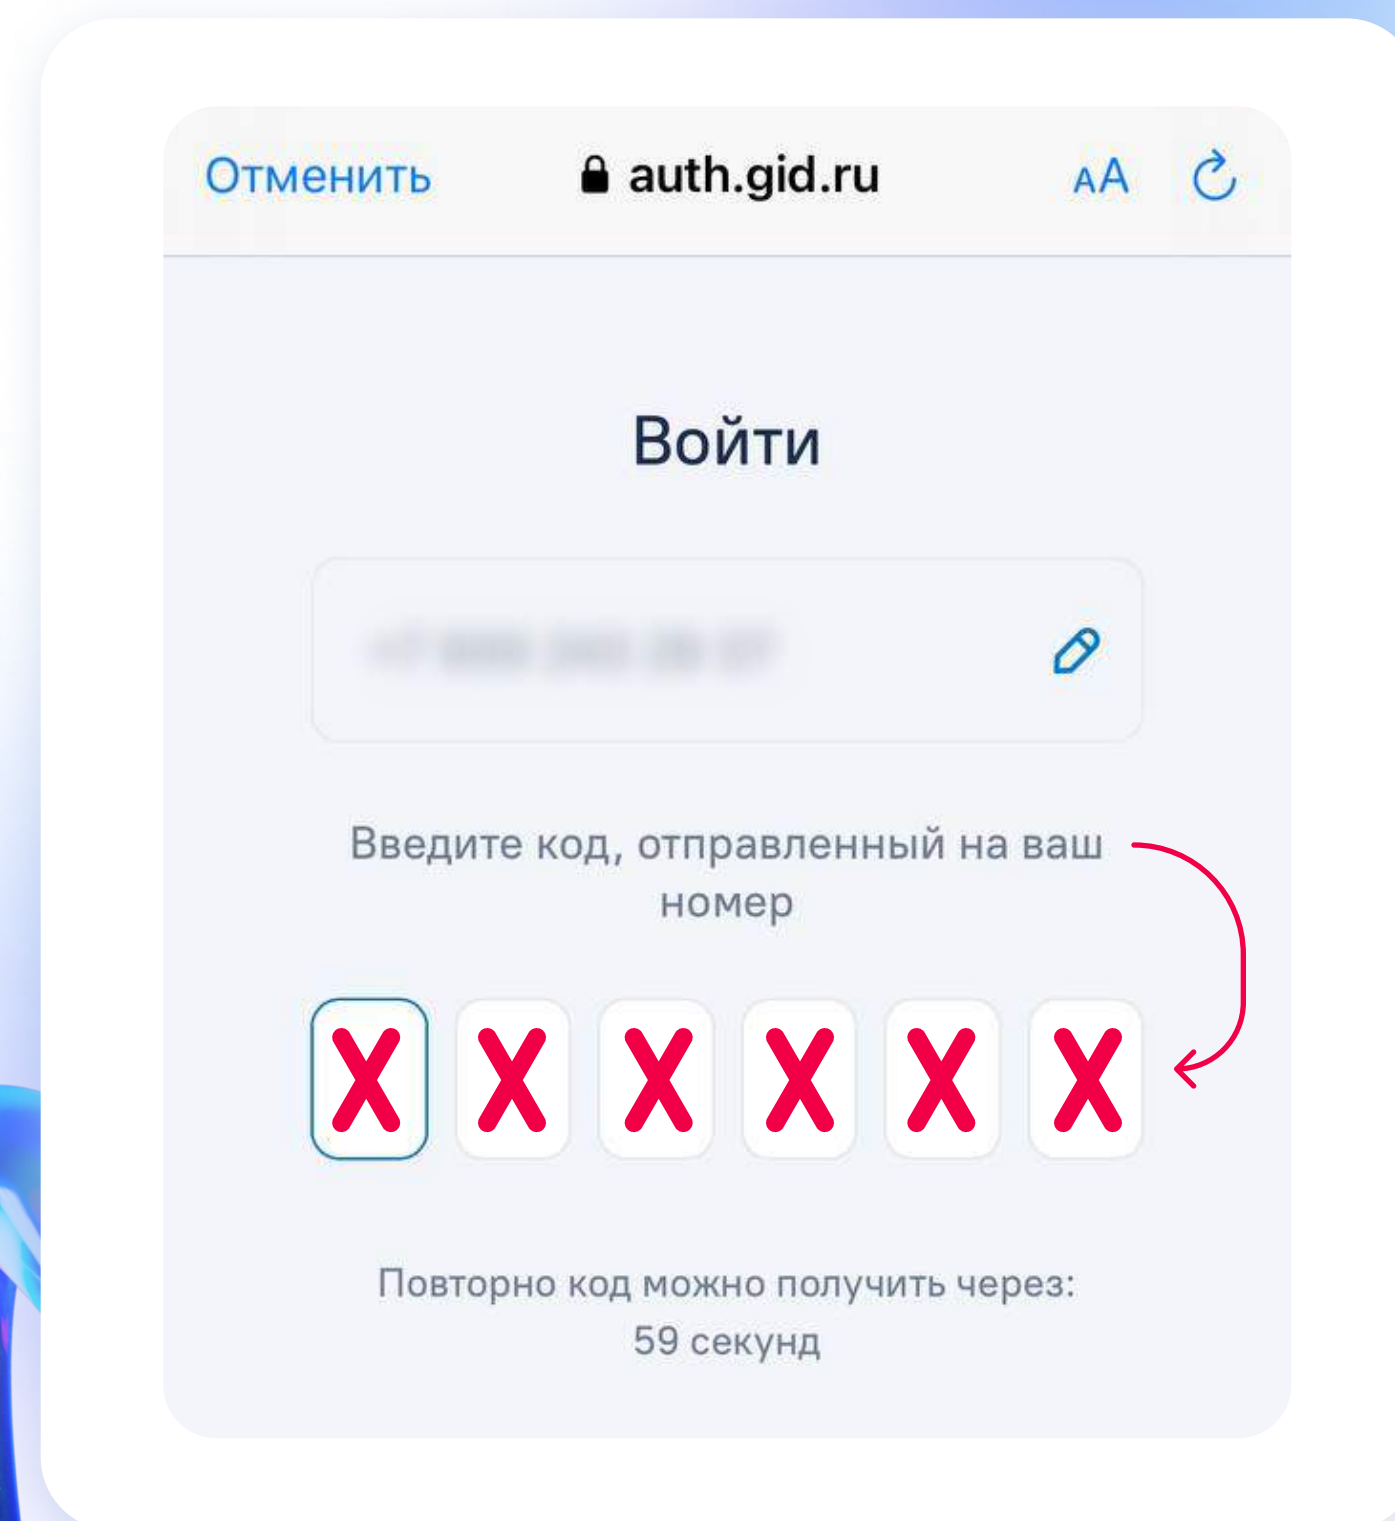 Отменить auth.gid.ru AA
Войти
Введите код, отправленный на ваш
номер
X X X X X X
Повторно код можно получить через:
59 секунд